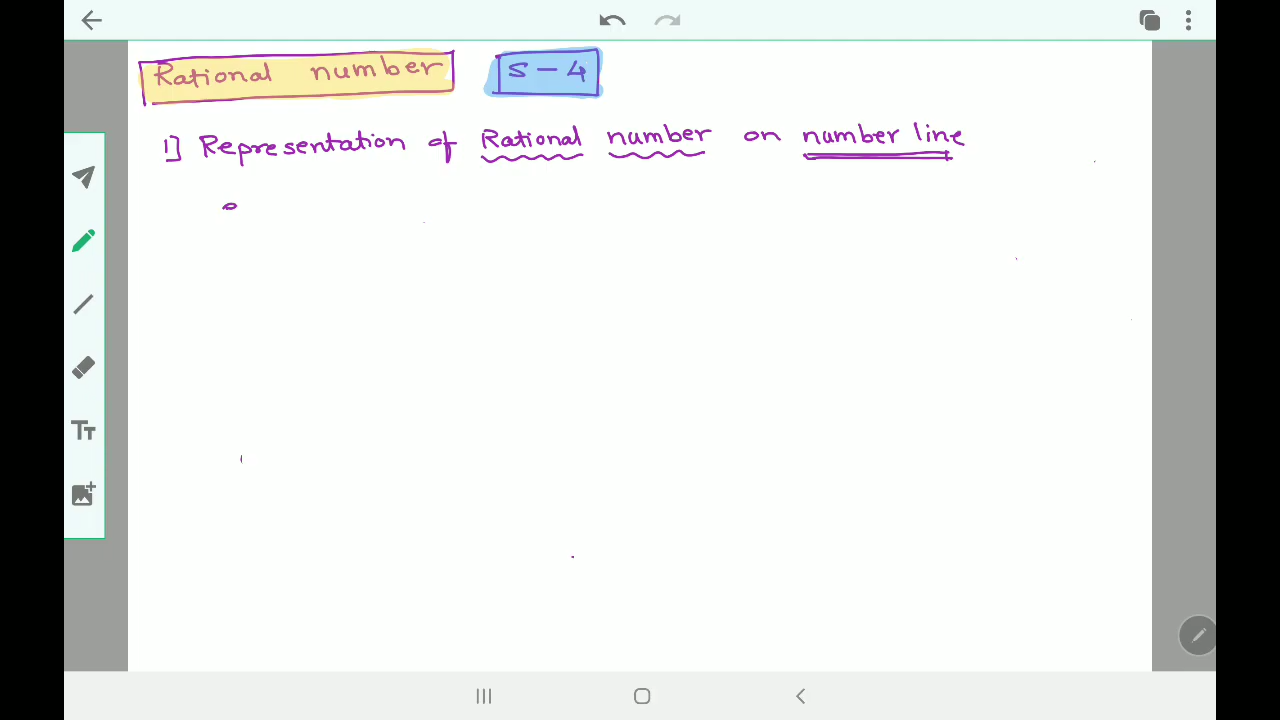 Rational number S-4
1] Representation of Rational number on number line